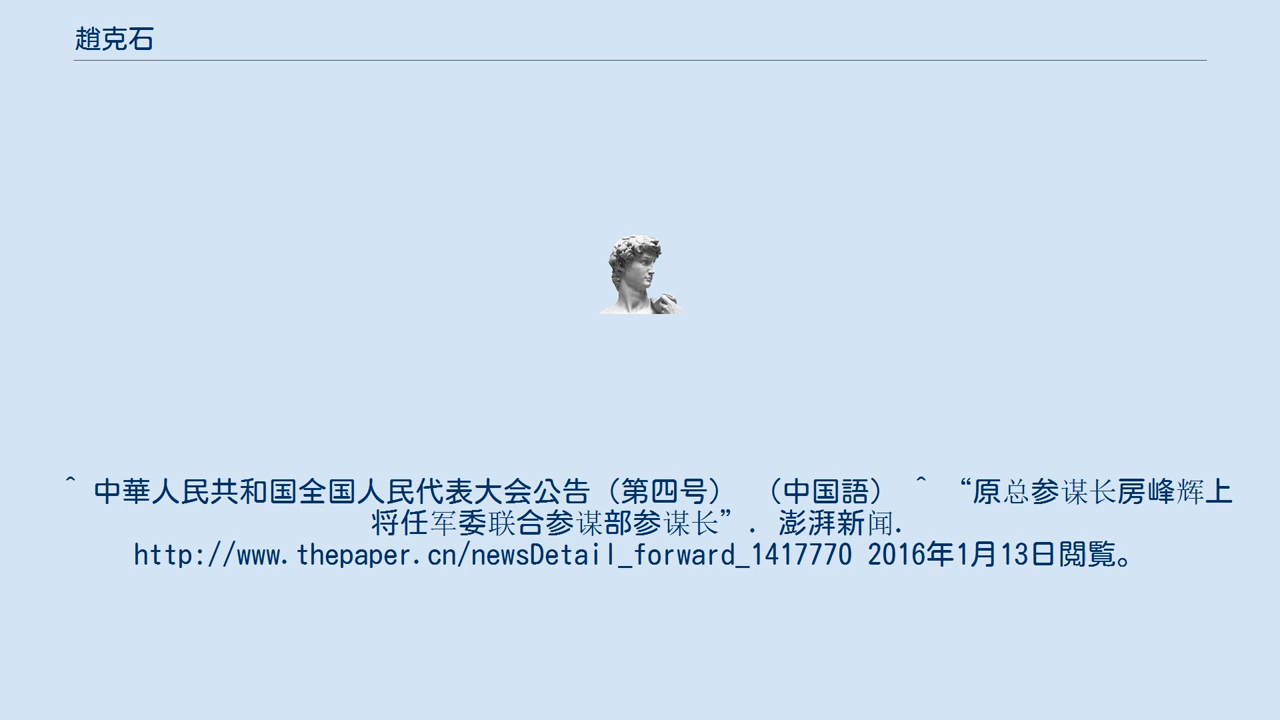 趙克石
^ 中華人民共和国全国人民代表大会公告（第四号） （中国語） ^ “原总参谋长房峰辉上
将任军委联合参谋部参谋长”. 澎湃新闻.
http://www.thepaper.cn/newsDetail_forward_1417770 2016年1月13日閲覧。